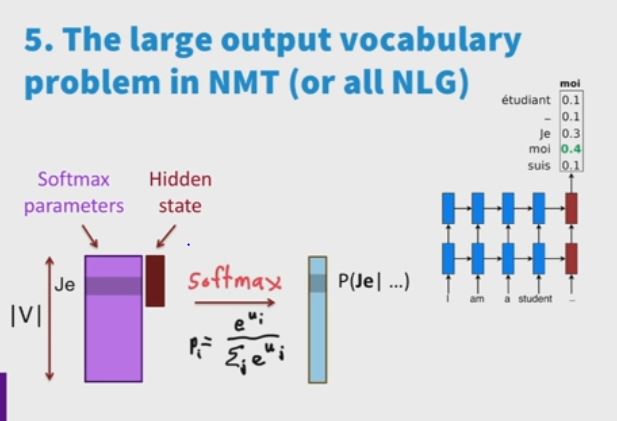 5. The large output vocabulary
problem in NMT (or all NLG)
moi
étudiant 0.1
– 0.1
Je 0.3
moi 0.4
suis 0.1
Softmax
parameters
Hidden
state
Je
|V|
Softmax
p_i = e^{u_i} / Σ_j e^{u_j}
P(Je| ...)
I am a student –